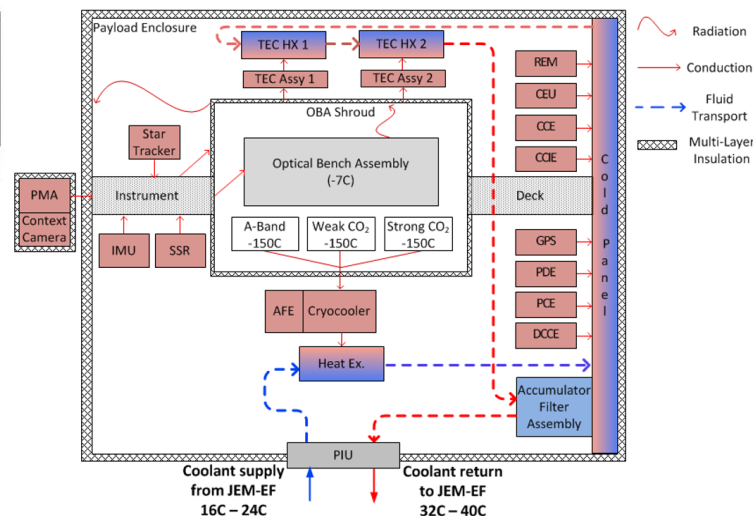 Payload Enclosure
TEC HX 1
TEC HX 2
TEC Assy 1
TEC Assy 2
OBA Shroud
Star
Tracker
Optical Bench Assembly
(-7C)
PMA
Context
Camera
Instrument
Deck
IMU
SSR
A-Band
-150C
Weak CO₂
-150C
Strong CO₂
-150C
AFE
Cryocooler
Heat Ex.
REM
CEU
CCE
CCIE
GPS
PDE
PCE
DCCE
Cold Panel
Accumulator
Filter
Assembly
PIU
Coolant supply
from JEM-EF
16C – 24C
Coolant return
to JEM-EF
32C – 40C
Radiation
Conduction
Fluid
Transport
Multi-Layer
Insulation